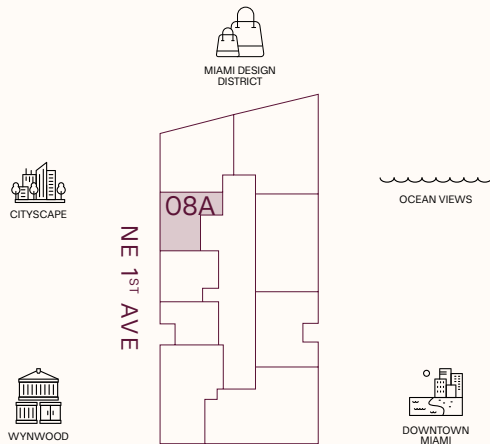 MIAMI DESIGN
DISTRICT
CITYSCAPE
08A
OCEAN VIEWS
NE 1ST AVE
WYNWOOD
DOWNTOWN
MIAMI